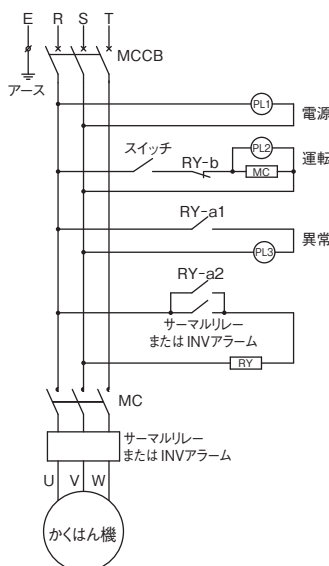 E R S T
MCCB
アース
PL1
電源
スイッチ
RY-b
PL2
MC
運転
RY-a1
PL3
異常
RY-a2
サーマルリレー
または INVアラーム
RY
MC
サーマルリレー
または INVアラーム
U V W
かくはん機